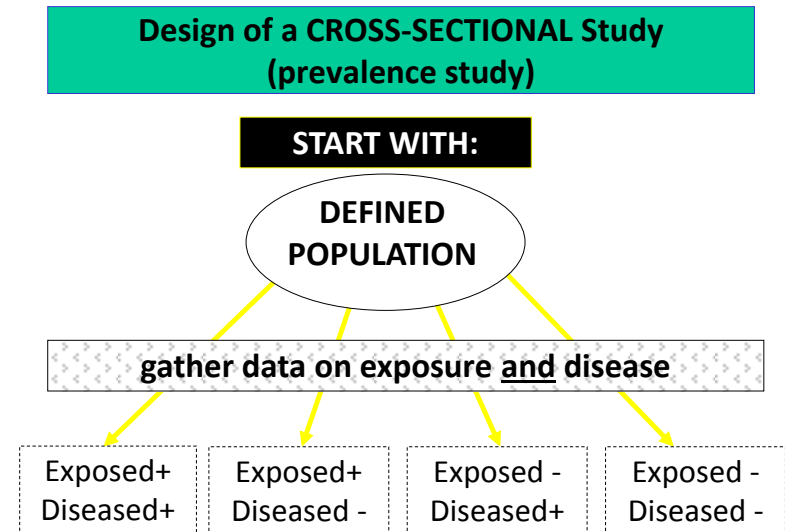 Design of a CROSS-SECTIONAL Study
(prevalence study)
START WITH:
DEFINED
POPULATION
gather data on exposure and disease
Exposed+
Diseased+
Exposed+
Diseased -
Exposed -
Diseased+
Exposed -
Diseased -